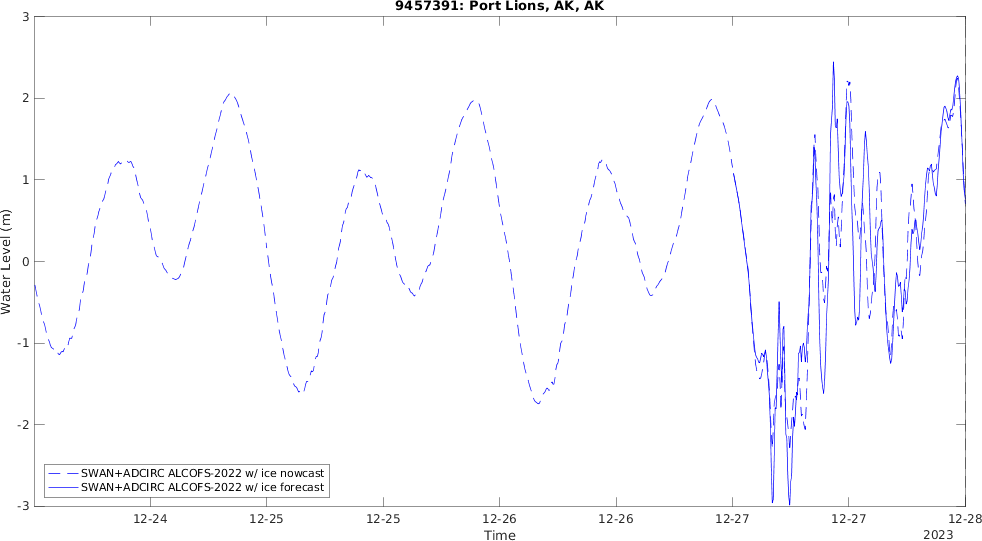 9457391: Port Lions, AK, AK
3
2
1
0
-1
-2
-3
Water Level (m)
SWAN+ADCIRC ALCOFS-2022 w/ ice nowcast
SWAN+ADCIRC ALCOFS-2022 w/ ice forecast
12-24 12-25 12-25 12-26 12-26 12-27 12-27 12-28
Time
2023